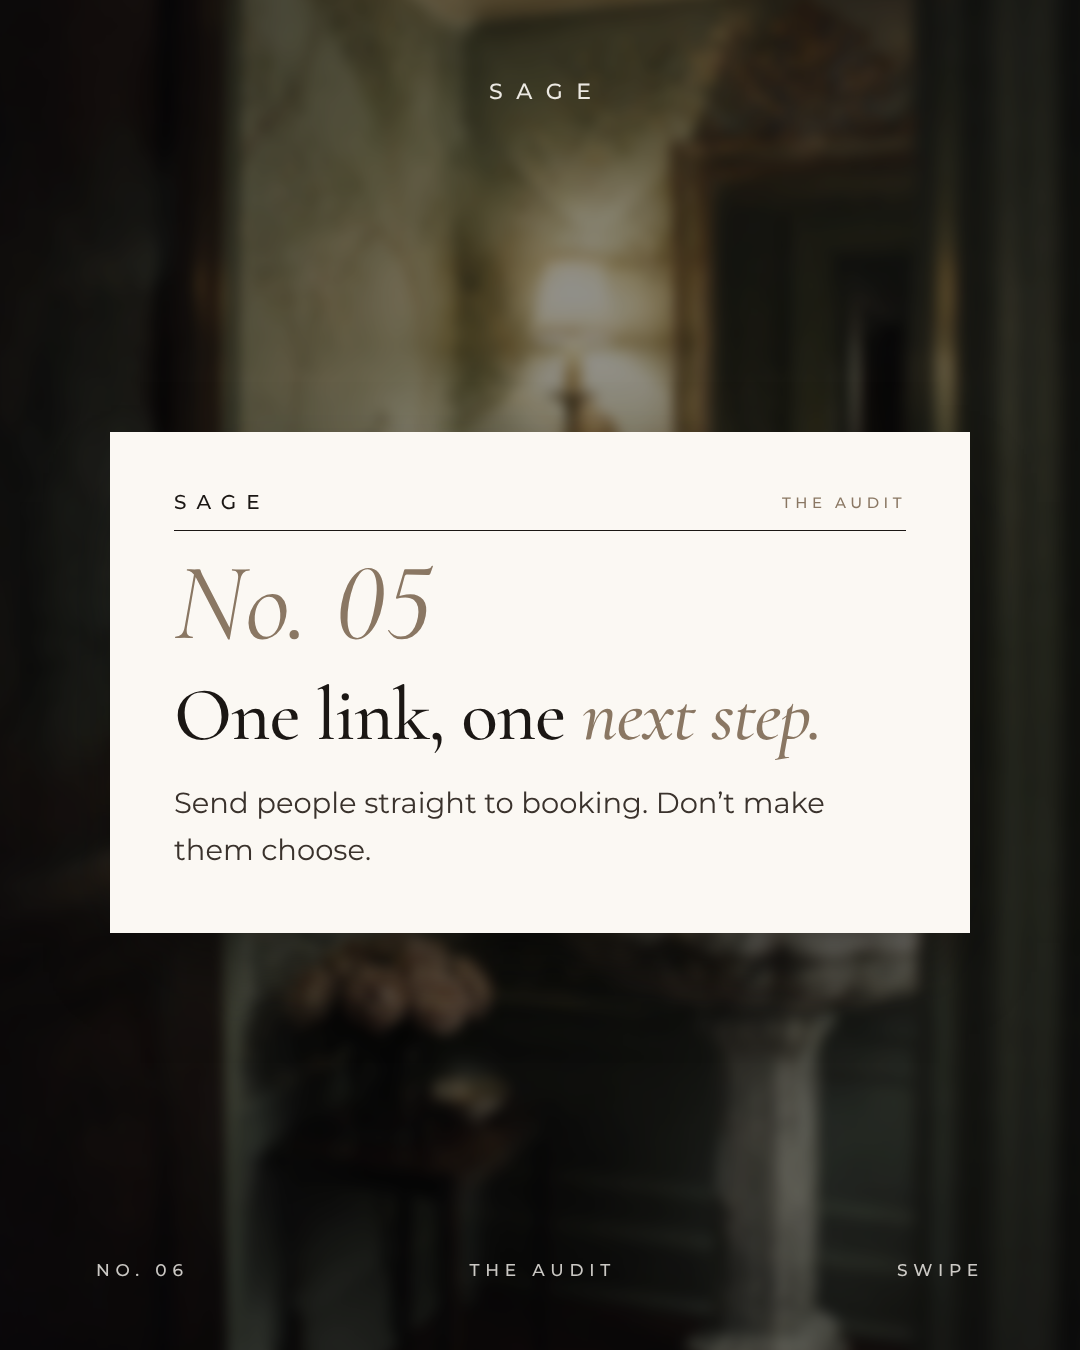 SAGE
SAGE THE AUDIT
No. 05
One link, one next step.
Send people straight to booking. Don’t make
them choose.
NO. 06 THE AUDIT SWIPE